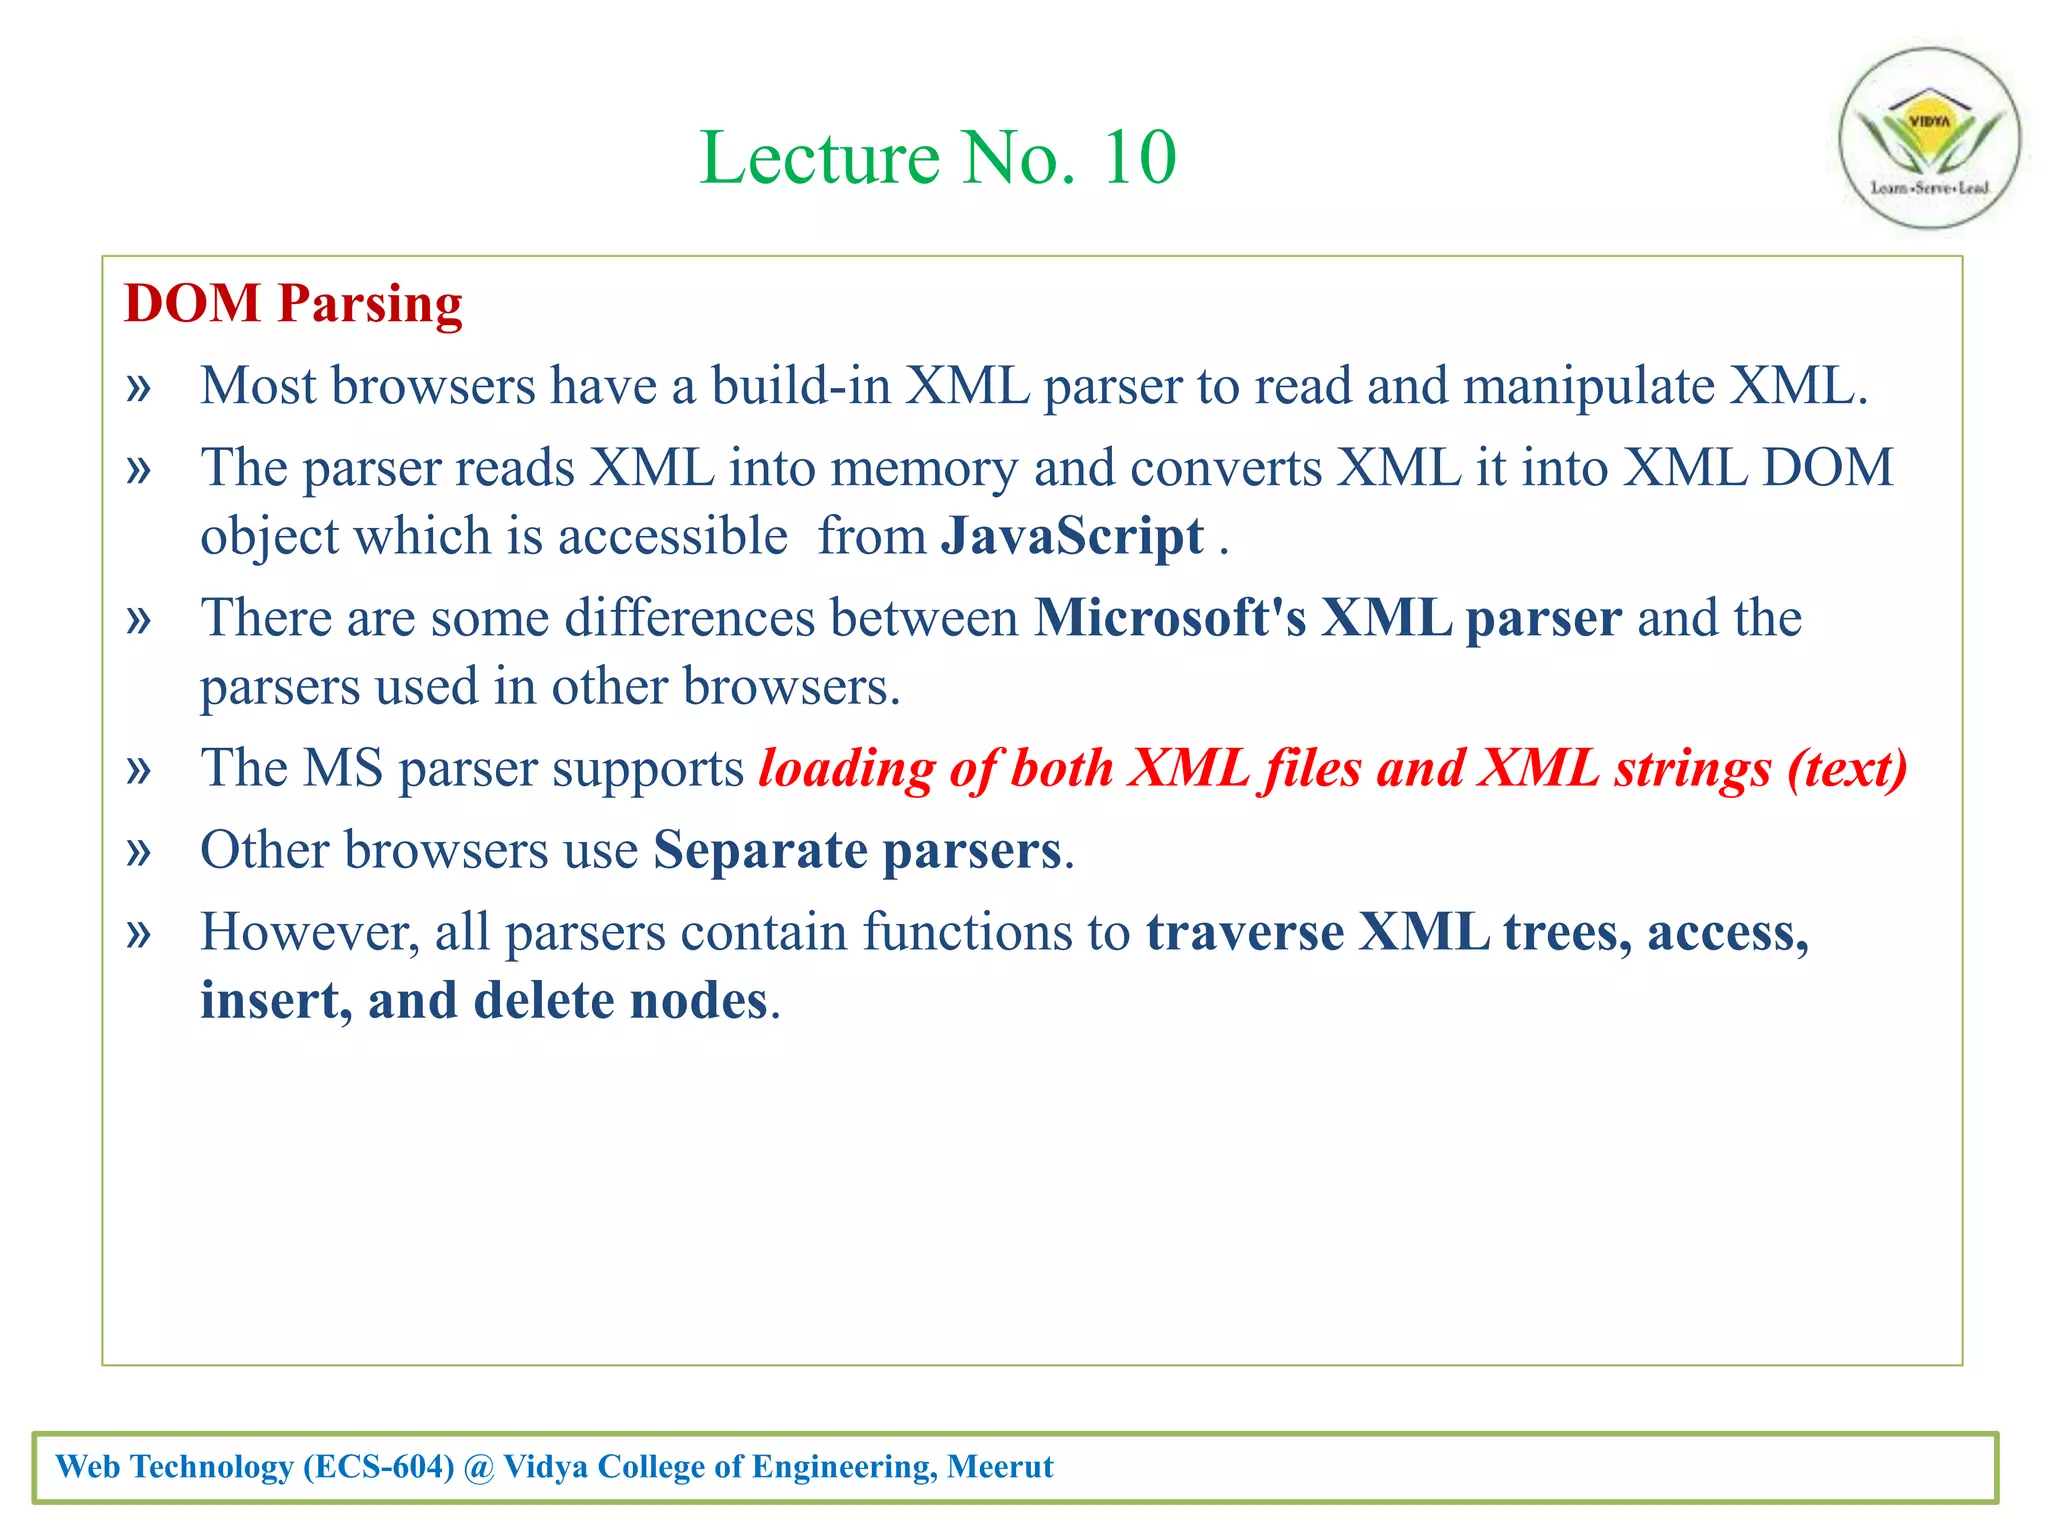 VIDYA
Learn • Serve • Lead
Lecture No. 10
DOM Parsing
» Most browsers have a build-in XML parser to read and manipulate XML.
» The parser reads XML into memory and converts XML it into XML DOM
object which is accessible  from JavaScript .
» There are some differences between Microsoft's XML parser and the
parsers used in other browsers.
» The MS parser supports loading of both XML files and XML strings (text)
» Other browsers use Separate parsers.
» However, all parsers contain functions to traverse XML trees, access,
insert, and delete nodes.
Web Technology (ECS-604) @ Vidya College of Engineering, Meerut